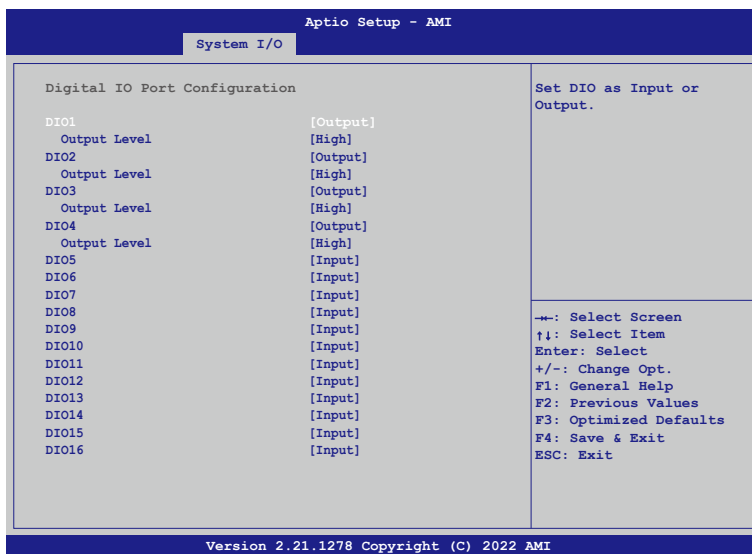 Aptio Setup - AMI
System I/O
Digital IO Port Configuration
DIO1 [Output]
Output Level [High]
DIO2 [Output]
Output Level [High]
DIO3 [Output]
Output Level [High]
DIO4 [Output]
Output Level [High]
DIO5 [Input]
DIO6 [Input]
DIO7 [Input]
DIO8 [Input]
DIO9 [Input]
DIO10 [Input]
DIO11 [Input]
DIO12 [Input]
DIO13 [Input]
DIO14 [Input]
DIO15 [Input]
DIO16 [Input]
Set DIO as Input or
Output.
→←: Select Screen
↑↓: Select Item
Enter: Select
+/-: Change Opt.
F1: General Help
F2: Previous Values
F3: Optimized Defaults
F4: Save & Exit
ESC: Exit
Version 2.21.1278 Copyright (C) 2022 AMI